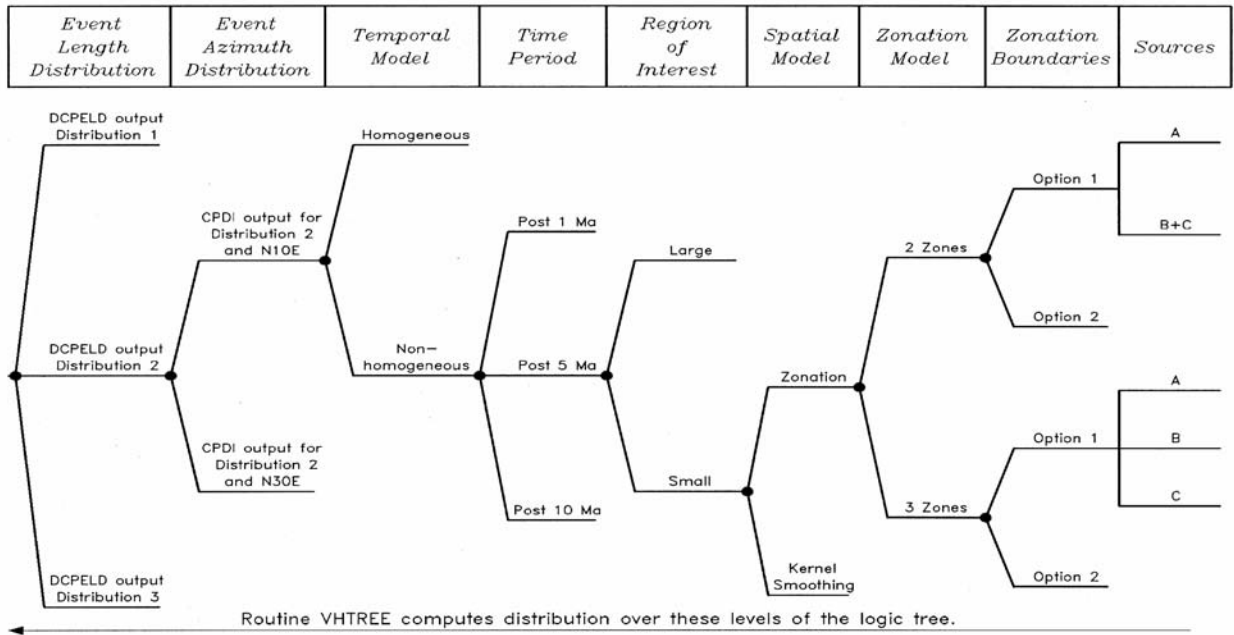 Event
Length
Distribution
Event
Azimuth
Distribution
Temporal
Model
Time
Period
Region
of
Interest
Spatial
Model
Zonation
Model
Zonation
Boundaries
Sources
DCPELD output
Distribution 1
DCPELD output
Distribution 2
DCPELD output
Distribution 3
CPDI output for
Distribution 2
and N10E
CPDI output for
Distribution 2
and N30E
Homogeneous
Non-
homogeneous
Post 1 Ma
Post 5 Ma
Post 10 Ma
Large
Small
Zonation
Kernel
Smoothing
2 Zones
3 Zones
Option 1
Option 2
Option 1
Option 2
A
B+C
A
B
C
Routine VHTREE computes distribution over these levels of the logic tree.